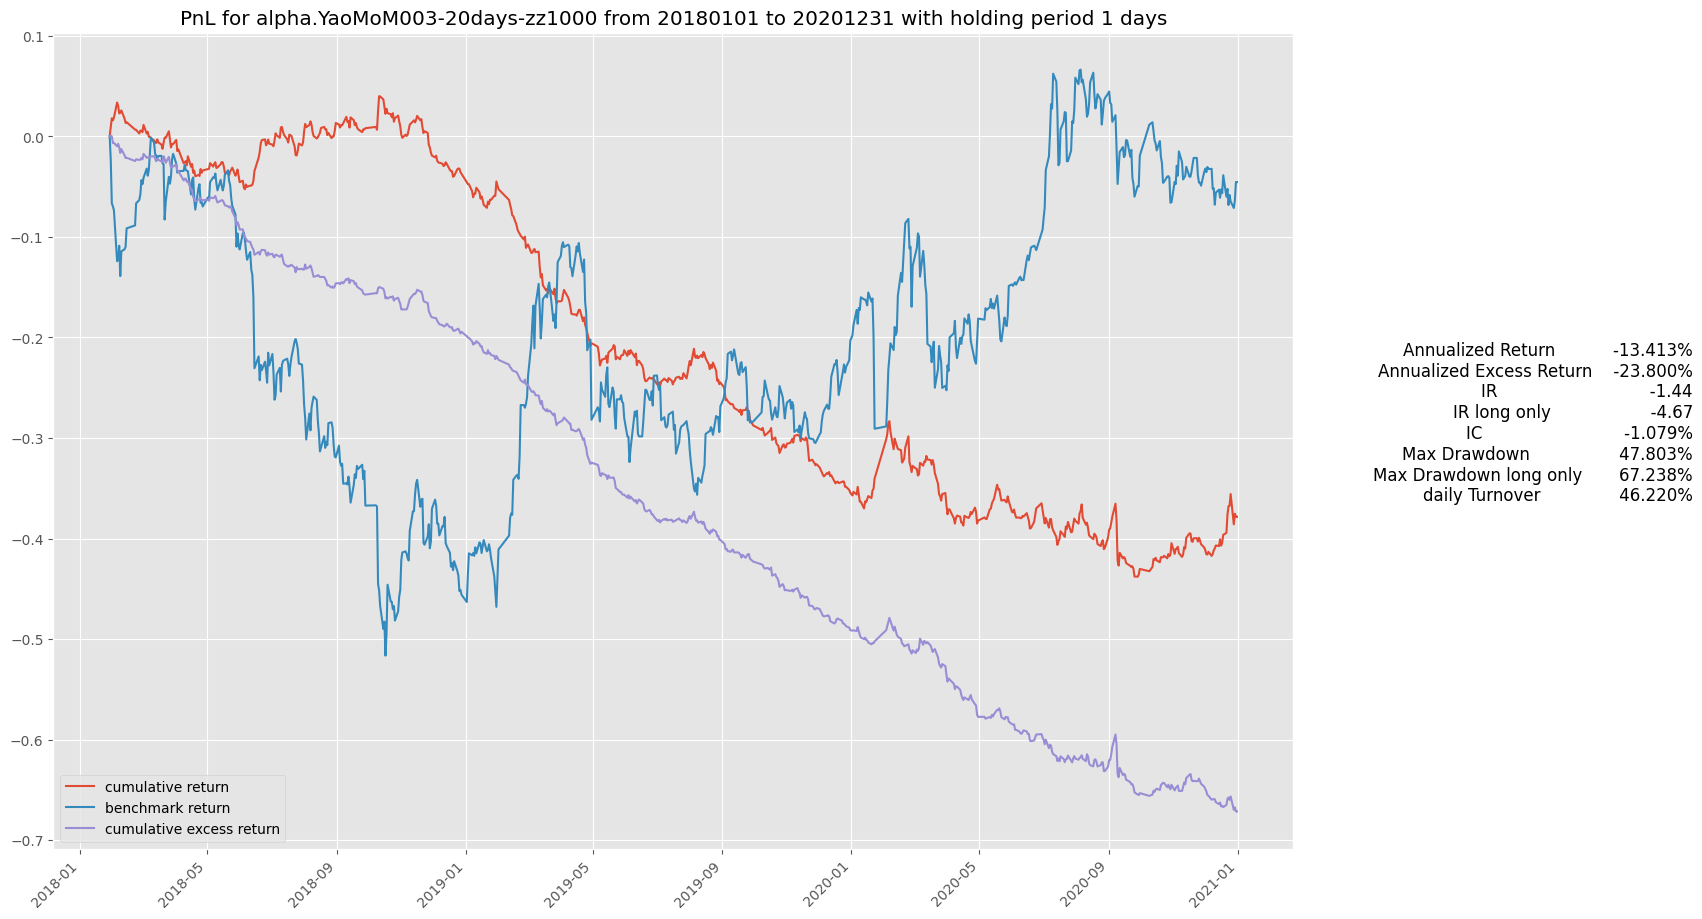 PnL for alpha.YaoMoM003-20days-zz1000 from 20180101 to 20201231 with holding period 1 days
0.1
0.0
−0.1
−0.2
−0.3
−0.4
−0.5
−0.6
−0.7
cumulative return
benchmark return
cumulative excess return
2018-01
2018-05
2018-09
2019-01
2019-05
2019-09
2020-01
2020-05
2020-09
2021-01
Annualized Return -13.413%
Annualized Excess Return -23.800%
IR -1.44
IR long only -4.67
IC -1.079%
Max Drawdown 47.803%
Max Drawdown long only 67.238%
daily Turnover 46.220%